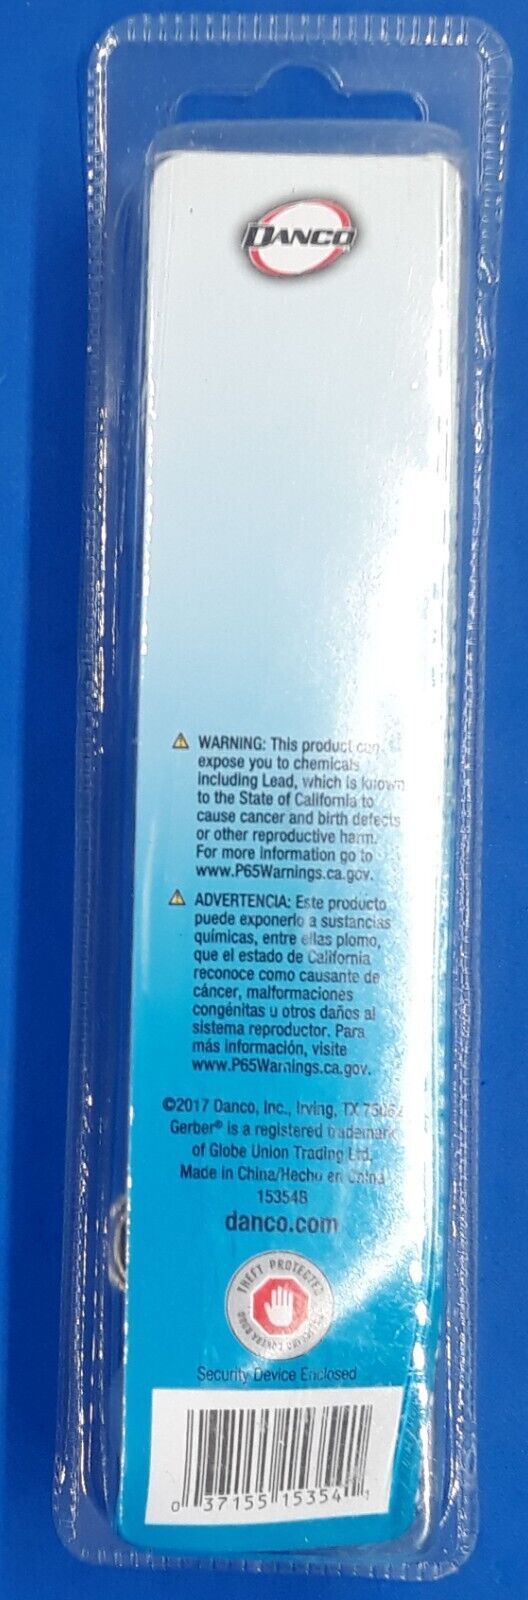 DANCO
WARNING: This product can
expose you to chemicals
including Lead, which is known
to the State of California to
cause cancer and birth defects
or other reproductive harm.
For more information go to
www.P65Warnings.ca.gov.
ADVERTENCIA: Este producto
puede exponerlo a sustancias
químicas, entre ellas plomo,
que el estado de California
reconoce como causante de
cáncer, malformaciones
congénitas u otros daños al
sistema reproductor. Para
más información, visite
www.P65Warnings.ca.gov.
©2017 Danco, Inc., Irving, TX 75062
Gerber® is a registered trademark
of Globe Union Trading Ltd.
Made in China/Hecho en China
15354B
danco.com
THEFT PROTECTED
CONTRA ROBO
Security Device Enclosed
0 37155 15354 1